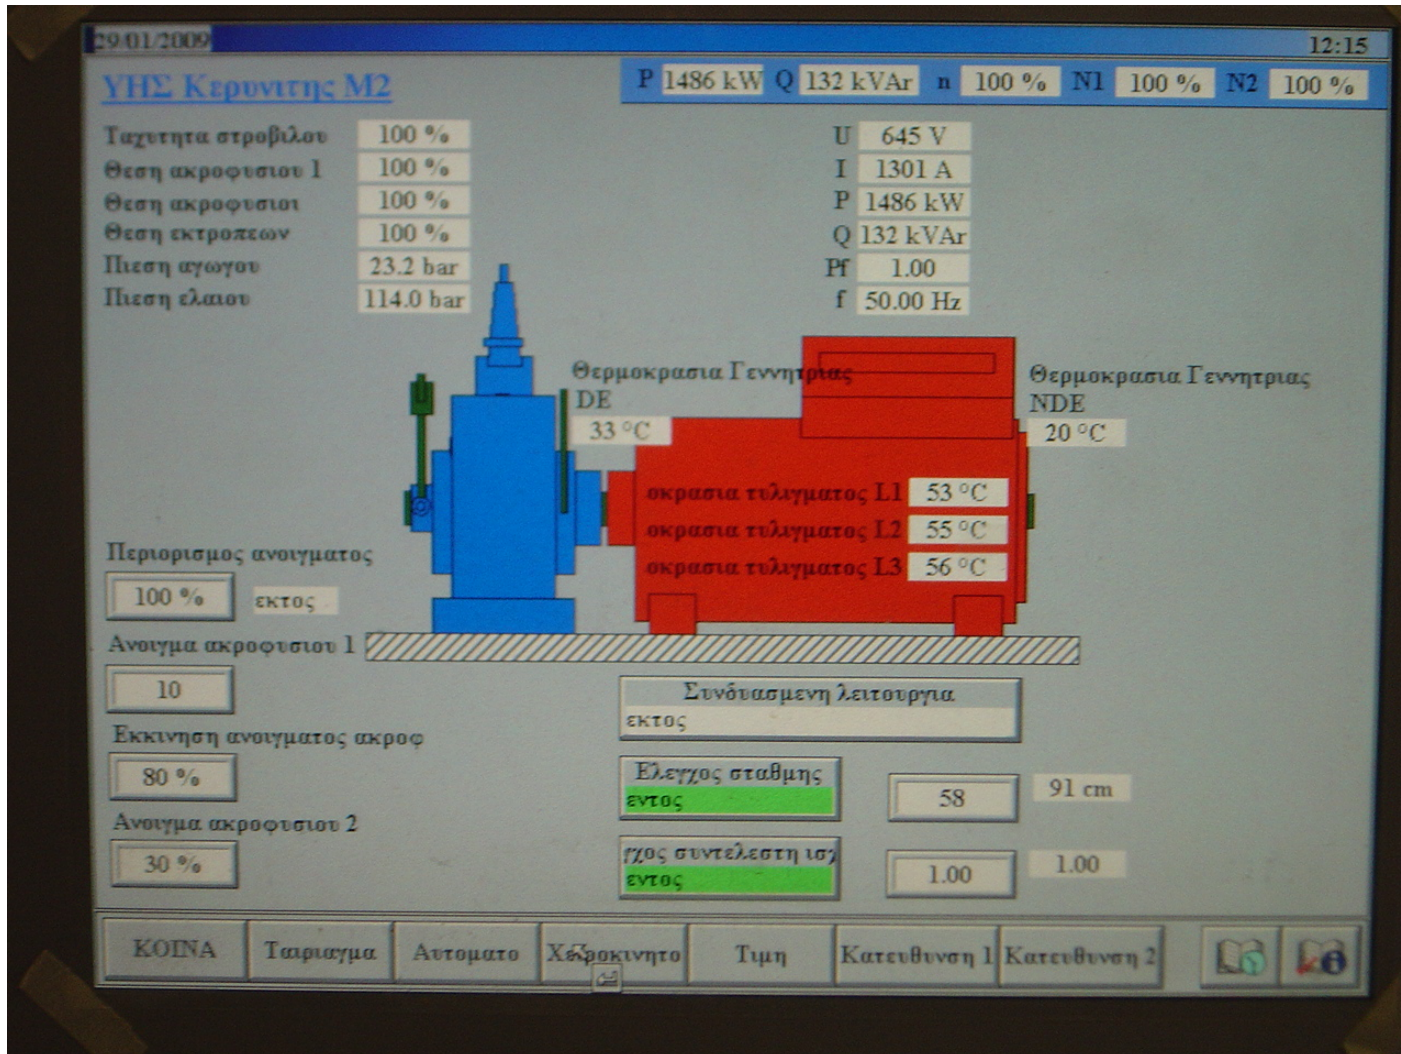 29/01/2009 12:15
ΥΗΣ Κερυνιτης Μ2
P 1486 kW Q 132 kVAr n 100 % N1 100 % N2 100 %
Ταχυτητα στροβιλου 100 %
Θεση ακροφυσιου 1 100 %
Θεση ακροφυσιοι 100 %
Θεση εκτροπεων 100 %
Πιεση αγωγου 23.2 bar
Πιεση ελαιου 114.0 bar
U 645 V
I 1301 A
P 1486 kW
Q 132 kVAr
Pf 1.00
f 50.00 Hz
Θερμοκρασια Γεννητριας
DE
33 °C
Θερμοκρασια Γεννητριας
NDE
20 °C
οκρασια τυλιγματος L1 53 °C
οκρασια τυλιγματος L2 55 °C
οκρασια τυλιγματος L3 56 °C
Περιορισμος ανοιγματος
100 % εκτος
Ανοιγμα ακροφυσιου 1
10
Εκκινηση ανοιγματος ακροφ
80 %
Ανοιγμα ακροφυσιου 2
30 %
Συνδυασμενη λειτουργια
εκτος
Ελεγχος σταθμης
εντος
58 91 cm
γχος συντελεστη ισχ
εντος
1.00 1.00
ΚΟΙΝΑ Ταιριαγμα Αυτοματο Χειροκινητο Τιμη Κατευθυνση 1 Κατευθυνση 2